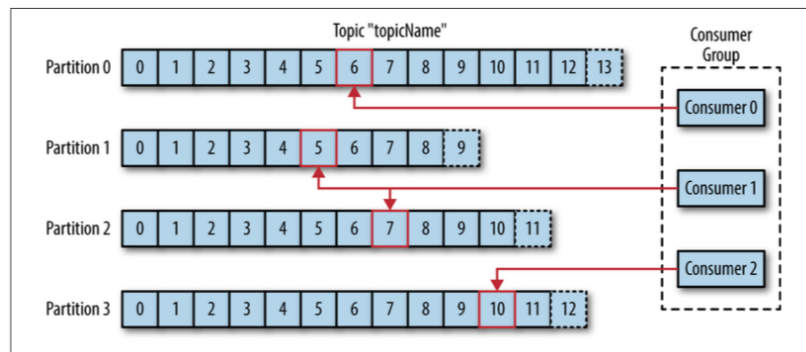 Topic "topicName"
Consumer
Group
Partition 0 0 1 2 3 4 5 6 7 8 9 10 11 12 13
Consumer 0
Partition 1 0 1 2 3 4 5 6 7 8 9
Consumer 1
Partition 2 0 1 2 3 4 5 6 7 8 9 10 11
Consumer 2
Partition 3 0 1 2 3 4 5 6 7 8 9 10 11 12